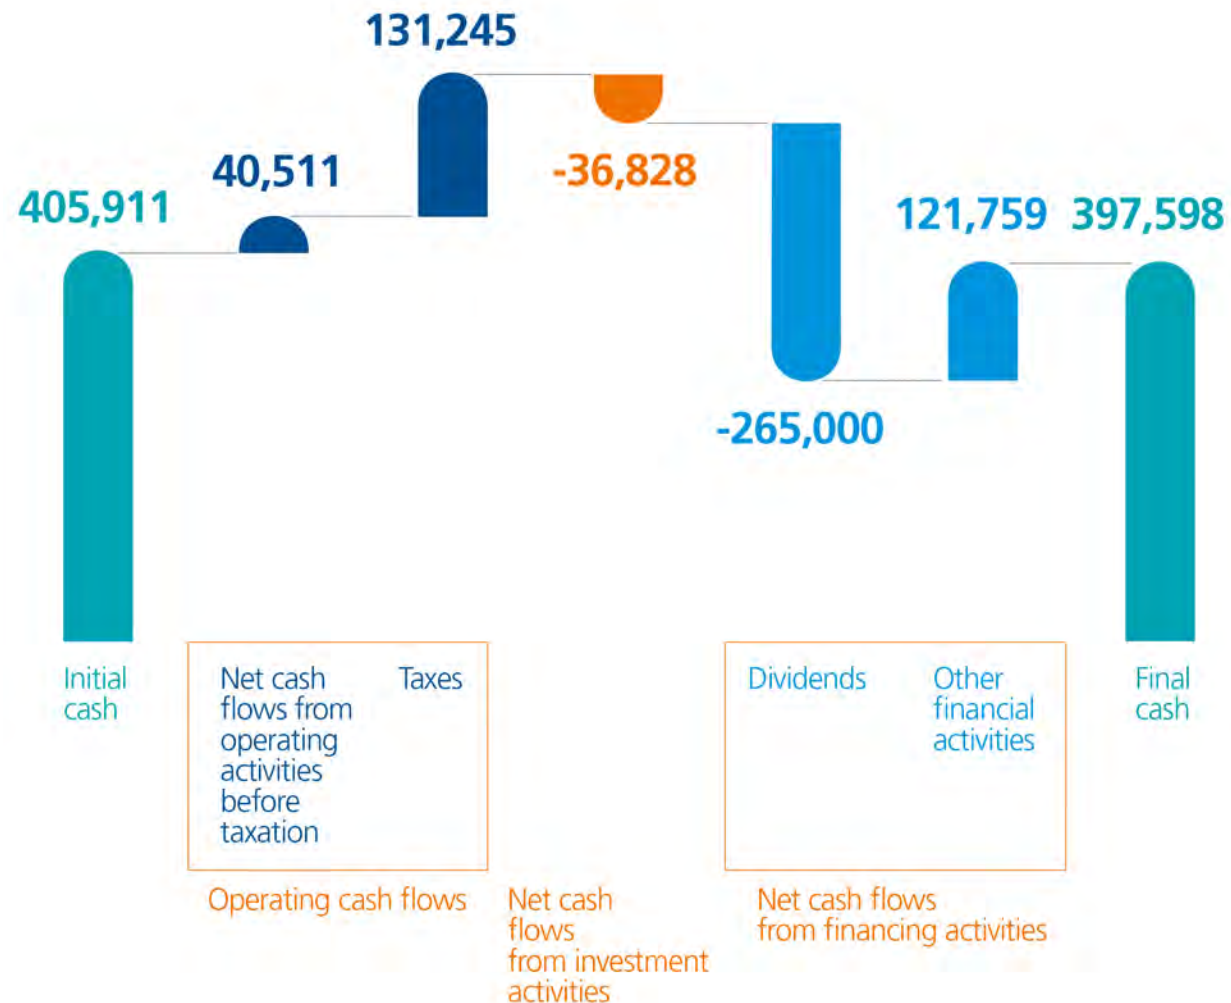 131,245
40,511
-36,828
405,911
121,759
397,598
-265,000
Initial
cash
Net cash
flows from
operating
activities
before
taxation
Taxes
Dividends
Other
financial
activities
Final
cash
Operating cash flows
Net cash
flows
from investment
activities
Net cash flows
from financing activities